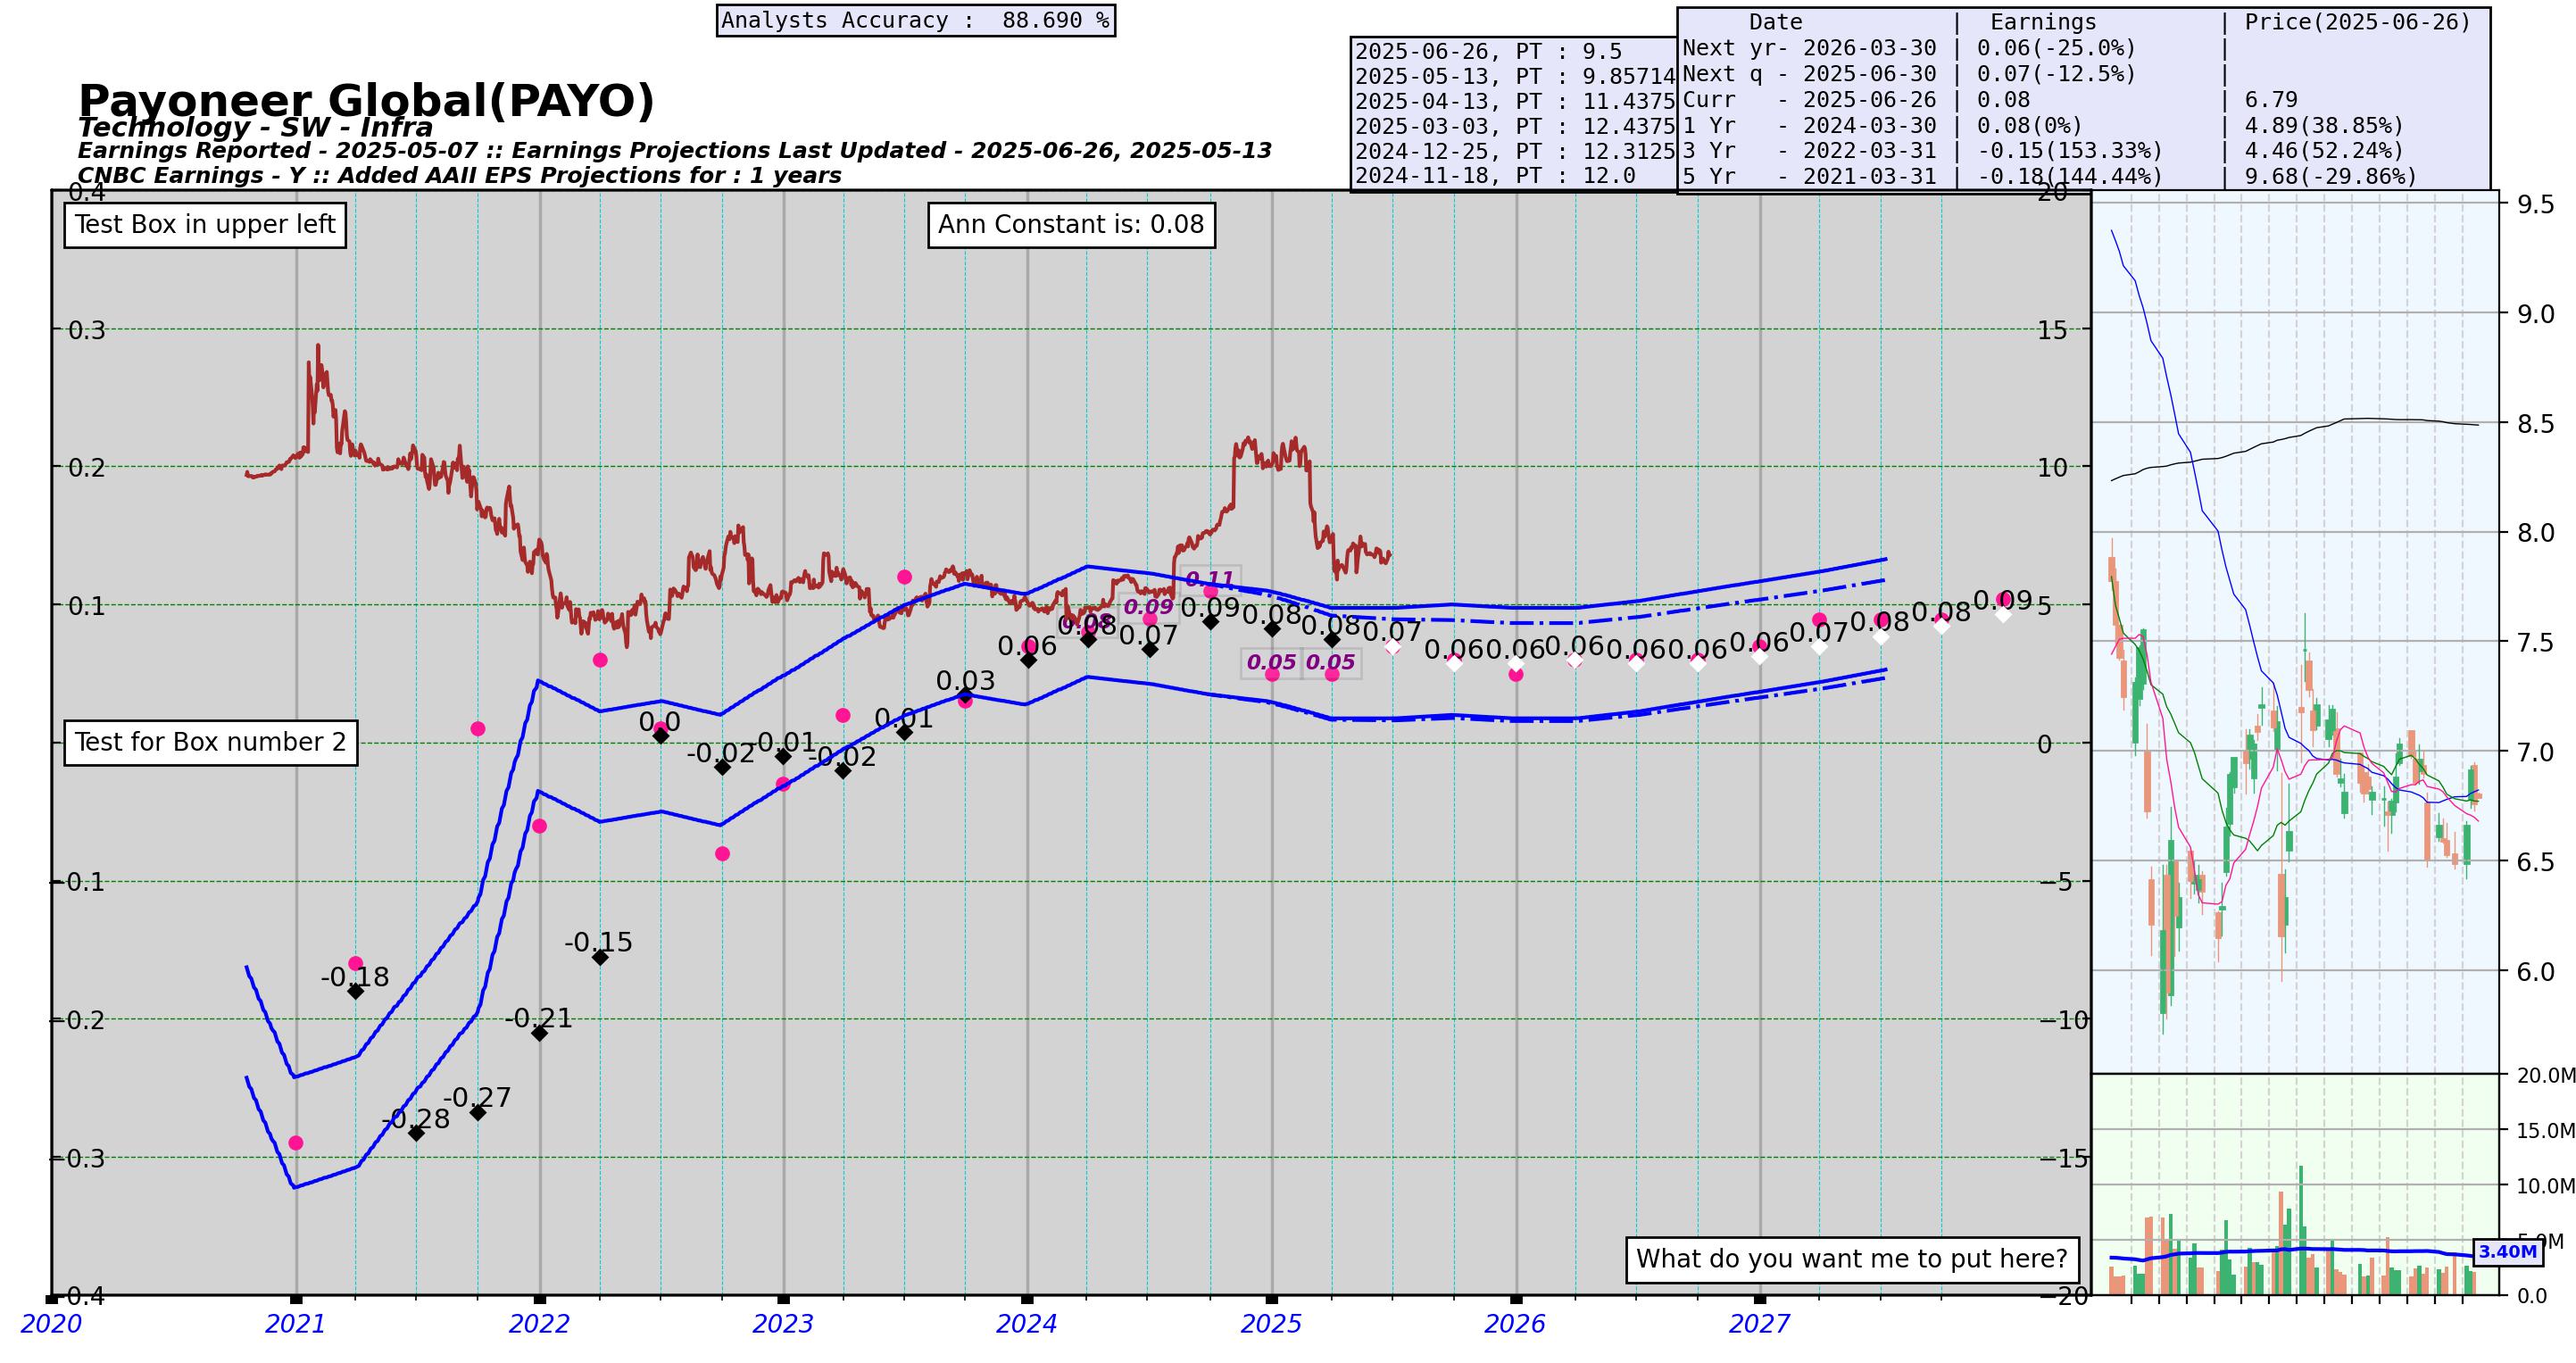 Analysts Accuracy :  88.690 %
2025-06-26, PT : 9.5
2025-05-13, PT : 9.85714
2025-04-13, PT : 11.4375
2025-03-03, PT : 12.4375
2024-12-25, PT : 12.3125
2024-11-18, PT : 12.0
Date | Earnings | Price(2025-06-26)
Next yr- 2026-03-30 | 0.06(-25.0%) |
Next q - 2025-06-30 | 0.07(-12.5%) |
Curr - 2025-06-26 | 0.08 | 6.79
1 Yr - 2024-03-30 | 0.08(0%) | 4.89(38.85%)
3 Yr - 2022-03-31 | -0.15(153.33%) | 4.46(52.24%)
5 Yr - 2021-03-31 | -0.18(144.44%) | 9.68(-29.86%)
Payoneer Global(PAYO)
Technology - SW - Infra
Earnings Reported - 2025-05-07 :: Earnings Projections Last Updated - 2025-06-26, 2025-05-13
CNBC Earnings - Y :: Added AAII EPS Projections for : 1 years
Test Box in upper left
Ann Constant is: 0.08
Test for Box number 2
What do you want me to put here?
0.4
0.3
0.2
0.1
−0.1
−0.2
−0.3
−0.4
-0.18
-0.28
-0.27
-0.21
-0.15
0.0
-0.02
-0.01
-0.02
0.01
0.03
0.06
0.08
0.07
0.09
0.08
0.08
0.07
0.06
0.06
0.06
0.06
0.06
0.06
0.07
0.08
0.08
0.09
0.08
0.09
0.11
0.05
0.05
20
15
10
5
0
−5
−10
−15
−20
9.5
9.0
8.5
8.0
7.5
7.0
6.5
6.0
20.0M
15.0M
10.0M
5.0M
3.40M
0.0
2020
2021
2022
2023
2024
2025
2026
2027